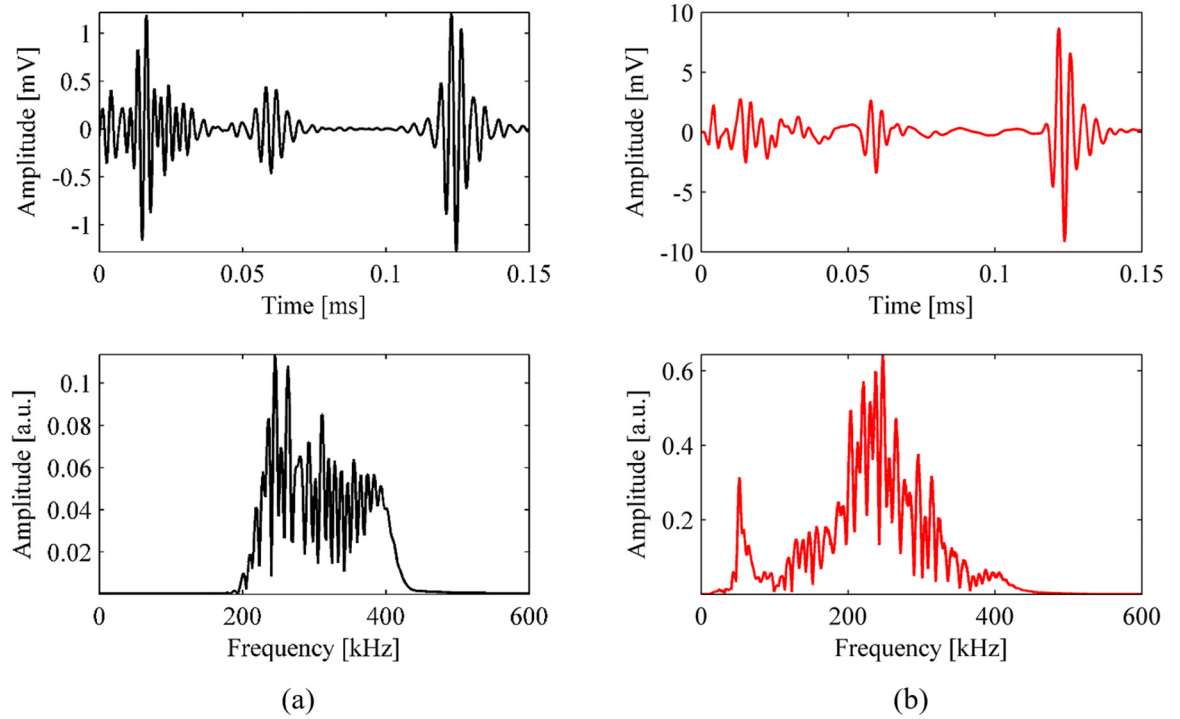 1
0.5
0
-0.5
-1
Amplitude [mV]
0 0.05 0.1 0.15
Time [ms]
10
5
0
-5
-10
Amplitude [mV]
0 0.05 0.1 0.15
Time [ms]
0.1
0.08
0.06
0.04
0.02
Amplitude [a.u.]
0 200 400 600
Frequency [kHz]
(a)
0.6
0.4
0.2
Amplitude [a.u.]
0 200 400 600
Frequency [kHz]
(b)